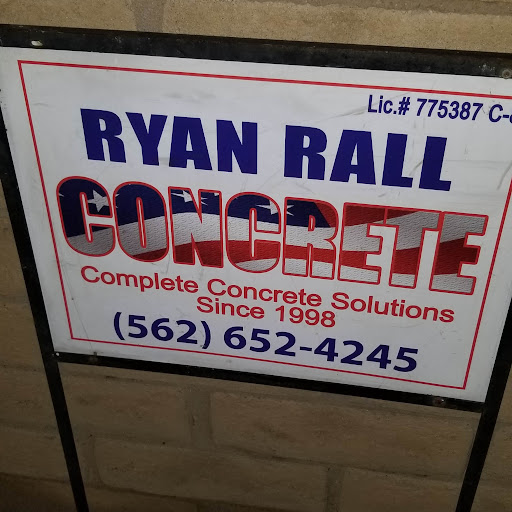 Lic.# 775387 C-
RYAN RALL
CONCRETE
Complete Concrete Solutions
Since 1998
(562) 652-4245